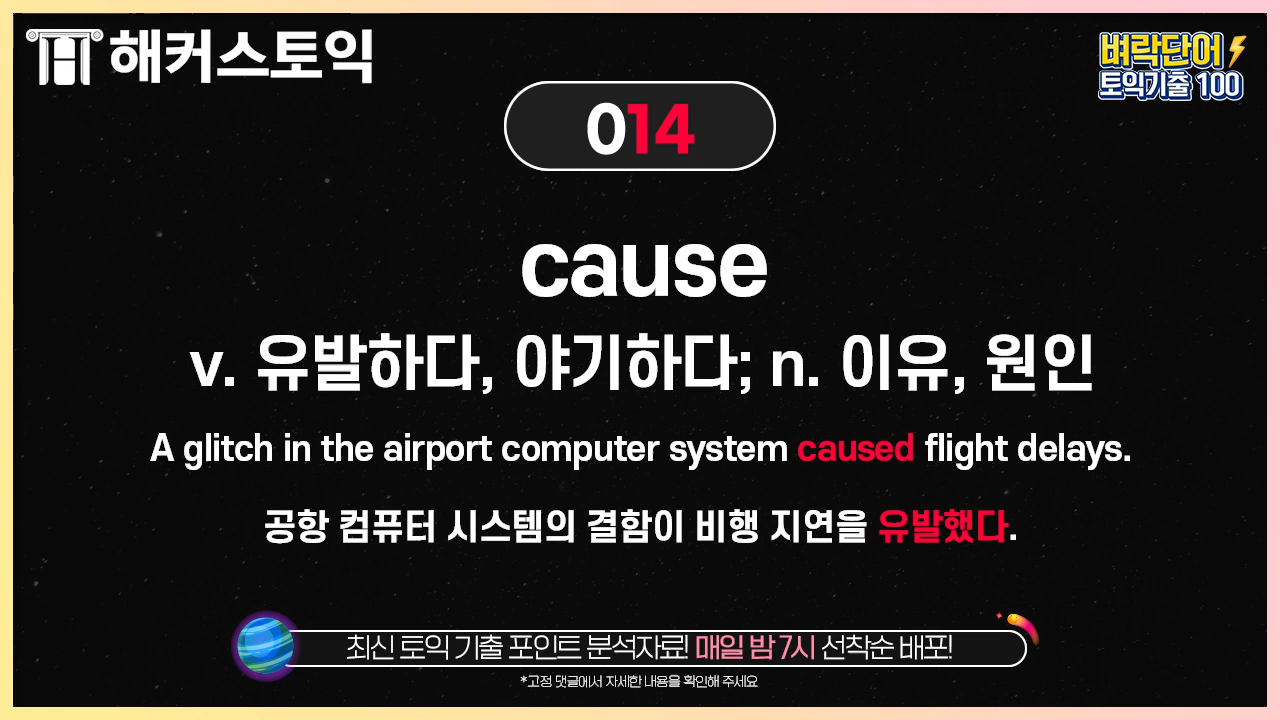 해커스토익
벼락단어
토익기출 100
014
cause
v. 유발하다, 야기하다; n. 이유, 원인
A glitch in the airport computer system caused flight delays.
공항 컴퓨터 시스템의 결함이 비행 지연을 유발했다.
최신 토익 기출 포인트 분석자료! 매일 밤 7시 선착순 배포!
*고정 댓글에서 자세한 내용을 확인해 주세요